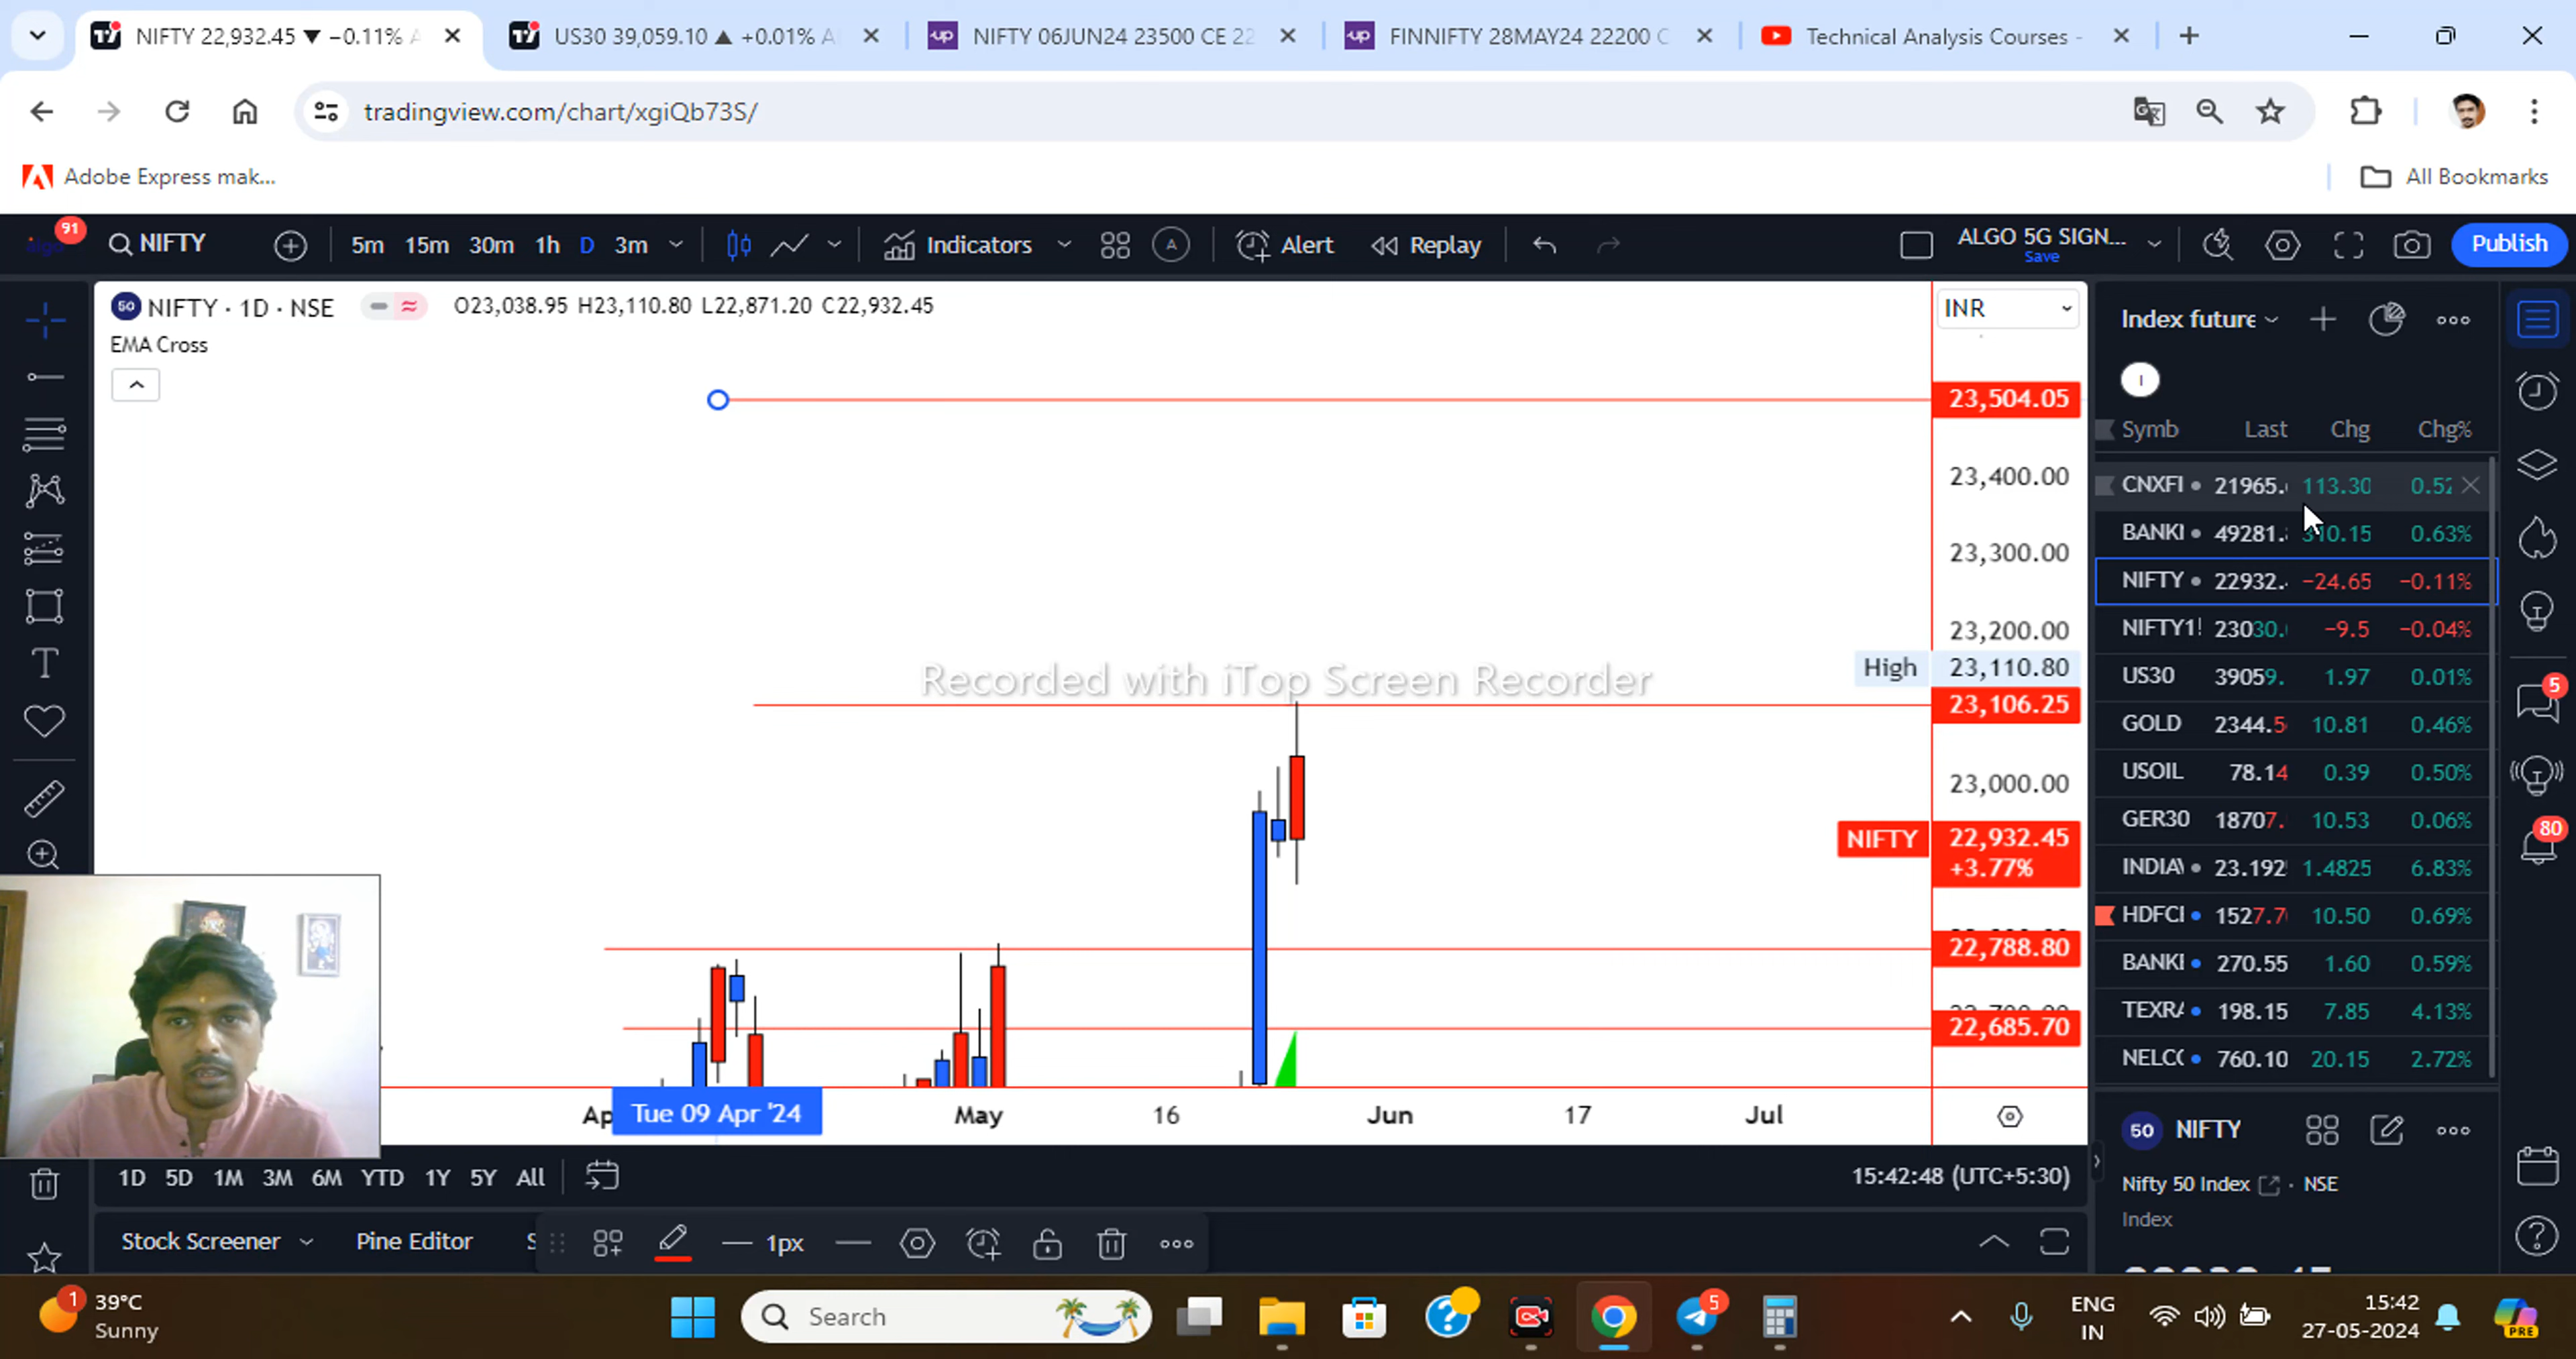 NIFTY 22,932.45 ▼ −0.11%
US30 39,059.10 ▲ +0.01%
up NIFTY 06JUN24 23500 CE 22
up FINNIFTY 28MAY24 22200 C
Technical Analysis Courses -
tradingview.com/chart/xgiQb73S/
Adobe Express mak...
All Bookmarks
91
NIFTY
5m 15m 30m 1h D 3m
Indicators
A
Alert
Replay
ALGO 5G SIGN...
Save
Publish
50 NIFTY · 1D · NSE
O23,038.95 H23,110.80 L22,871.20 C22,932.45
INR
EMA Cross
23,504.05
23,400.00
23,300.00
23,200.00
High 23,110.80
23,106.25
23,000.00
NIFTY 22,932.45
+3.77%
22,788.80
22,685.70
Recorded with iTop Screen Recorder
Tue 09 Apr '24
May 16 Jun 17 Jul
1D 5D 1M 3M 6M YTD 1Y 5Y All
15:42:48 (UTC+5:30)
Stock Screener
Pine Editor
1px
Index future
I
Symb Last Chg Chg%
CNXFI 21965. 113.30 0.52
BANKI 49281. 310.15 0.63%
NIFTY 22932. −24.65 −0.11%
NIFTY1! 23030. −9.5 −0.04%
US30 39059. 1.97 0.01%
GOLD 2344.5 10.81 0.46%
USOIL 78.14 0.39 0.50%
GER30 18707. 10.53 0.06%
INDIAV 23.192 1.4825 6.83%
HDFCI 1527.7 10.50 0.69%
BANKI 270.55 1.60 0.59%
TEXRA 198.15 7.85 4.13%
NELC 760.10 20.15 2.72%
50 NIFTY
Nifty 50 Index · NSE
Index
5
80
1
39°C
Sunny
Search
5
ENG
IN
15:42
27-05-2024
PRE